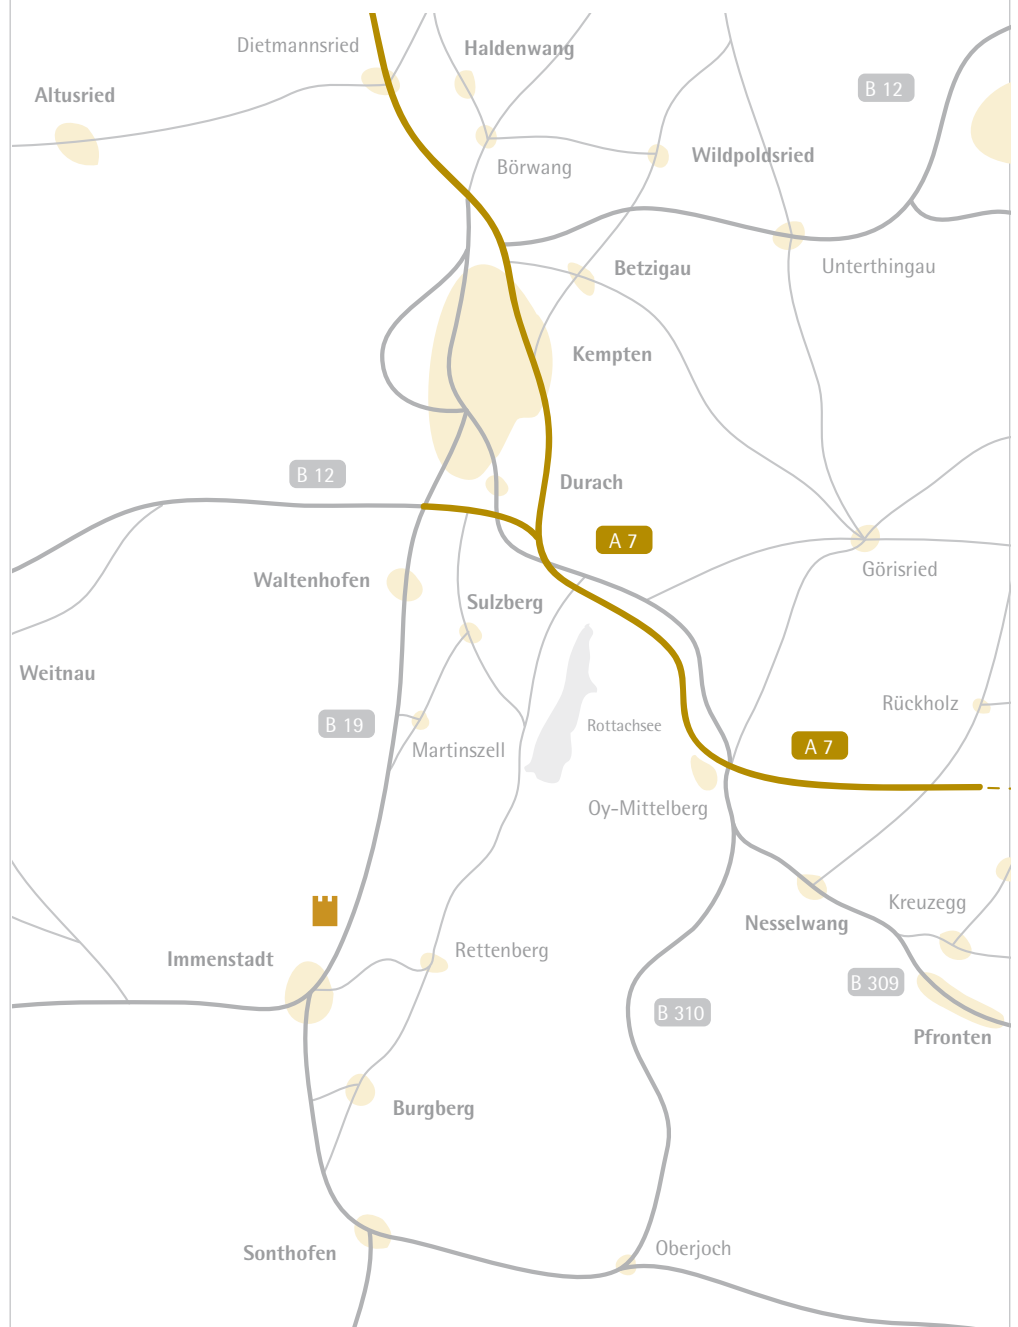 Dietmannsried
Haldenwang
B 12
Altusried
Wildpoldsried
Börwang
Unterthingau
Betzigau
Kempten
B 12
Durach
A 7
Görisried
Waltenhofen
Sulzberg
Weitnau
Rückholz
B 19
Rottachsee
Martinszell
A 7
Oy-Mittelberg
Kreuzegg
Nesselwang
Rettenberg
Immenstadt
B 309
B 310
Pfronten
Burgberg
Oberjoch
Sonthofen